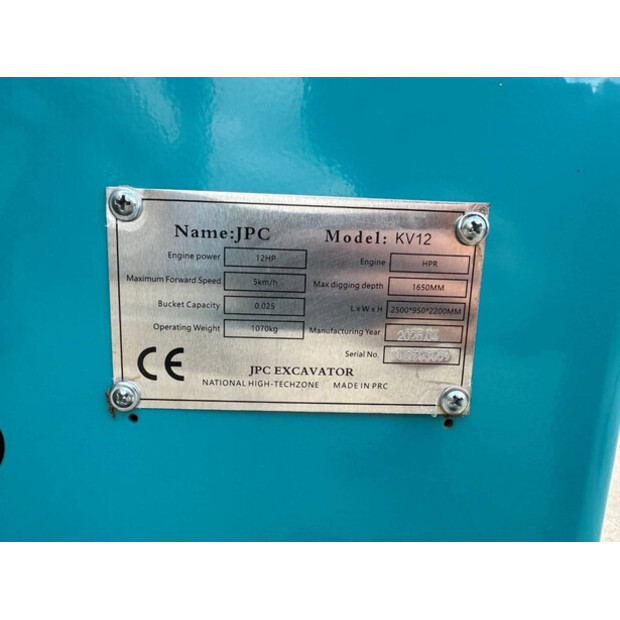 Name:JPC Model: KV12
Engine power 12HP Engine HPR
Maximum Forward Speed 5km/h Max digging depth 1650MM
Bucket Capacity 0.025 LxWxH 2500*950*2200MM
Operating Weight 1070kg Manufacturing Year
Serial No.
CE
JPC EXCAVATOR
NATIONAL HIGH-TECHZONE MADE IN PRC